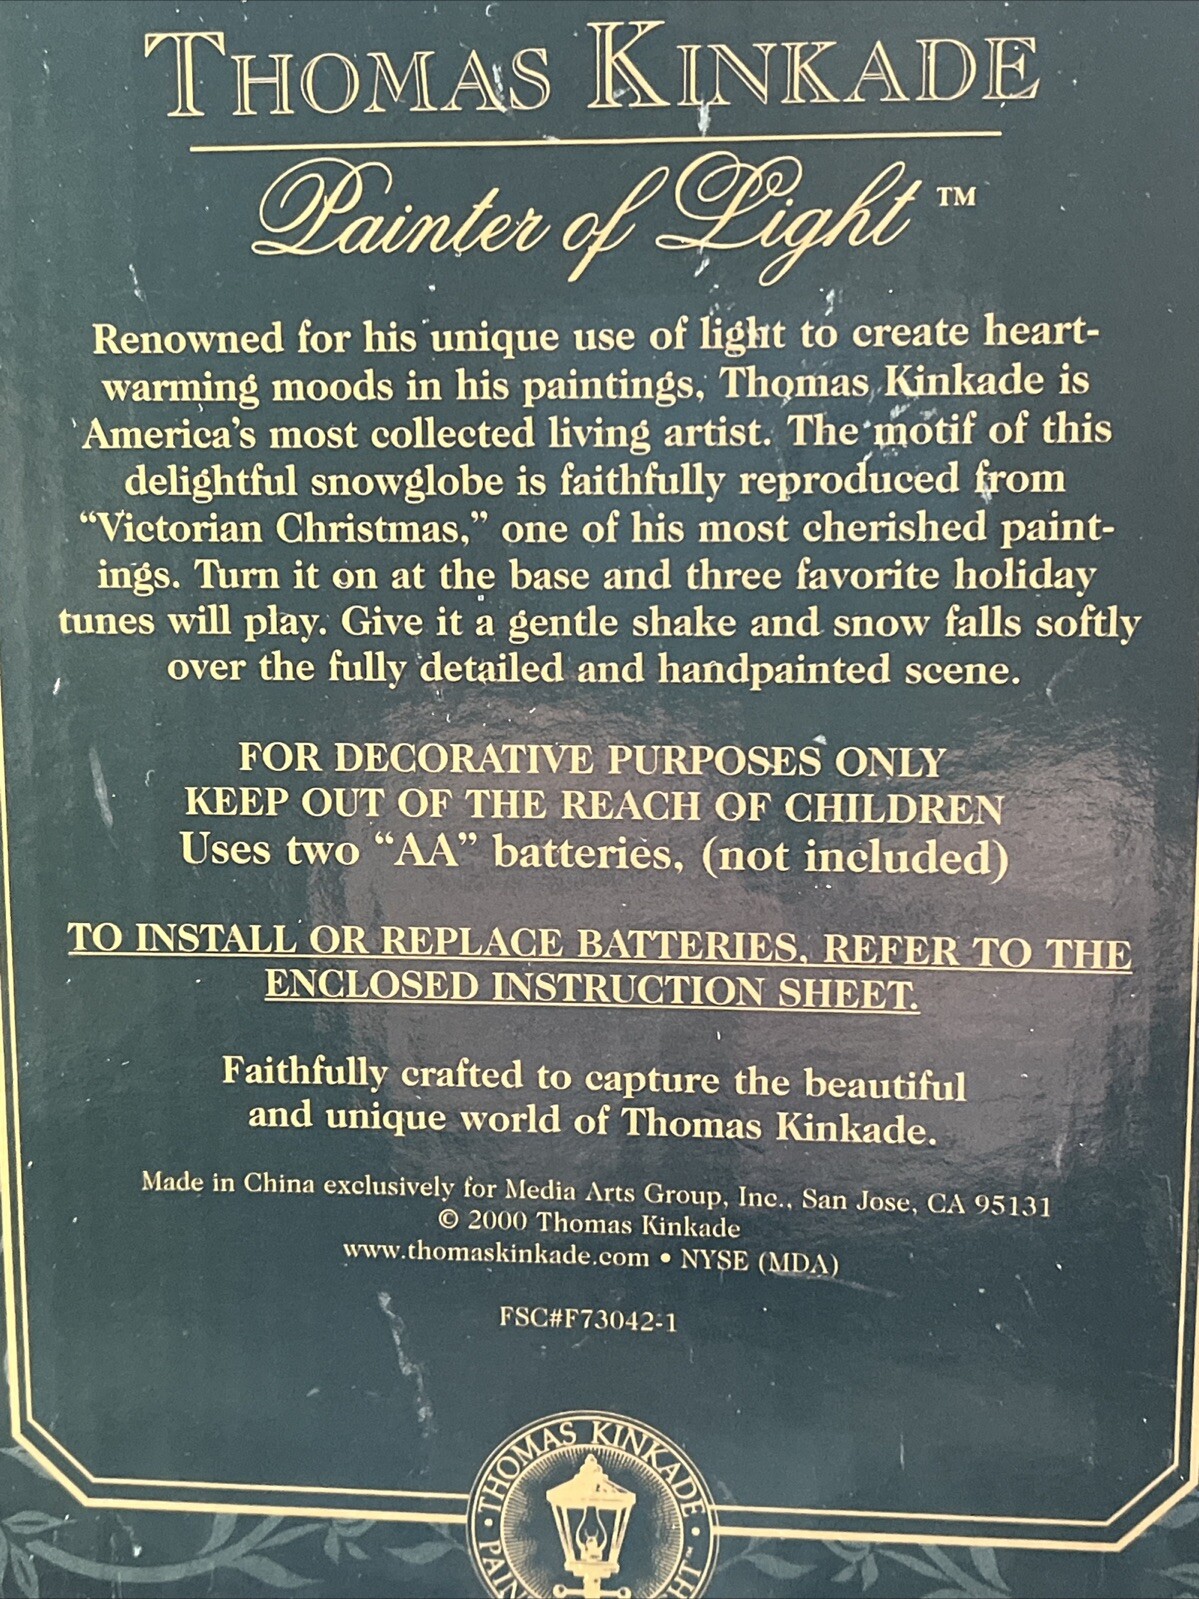 THOMAS KINKADE
Painter of Light™
Renowned for his unique use of light to create heart-
warming moods in his paintings, Thomas Kinkade is
America's most collected living artist. The motif of this
delightful snowglobe is faithfully reproduced from
“Victorian Christmas,” one of his most cherished paint-
ings. Turn it on at the base and three favorite holiday
tunes will play. Give it a gentle shake and snow falls softly
over the fully detailed and handpainted scene.
FOR DECORATIVE PURPOSES ONLY
KEEP OUT OF THE REACH OF CHILDREN
Uses two “AA” batteries, (not included)
TO INSTALL OR REPLACE BATTERIES, REFER TO THE
ENCLOSED INSTRUCTION SHEET.
Faithfully crafted to capture the beautiful
and unique world of Thomas Kinkade.
Made in China exclusively for Media Arts Group, Inc., San Jose, CA 95131
© 2000 Thomas Kinkade
www.thomaskinkade.com • NYSE (MDA)
FSC#F73042-1
• THOMAS KINKADE •